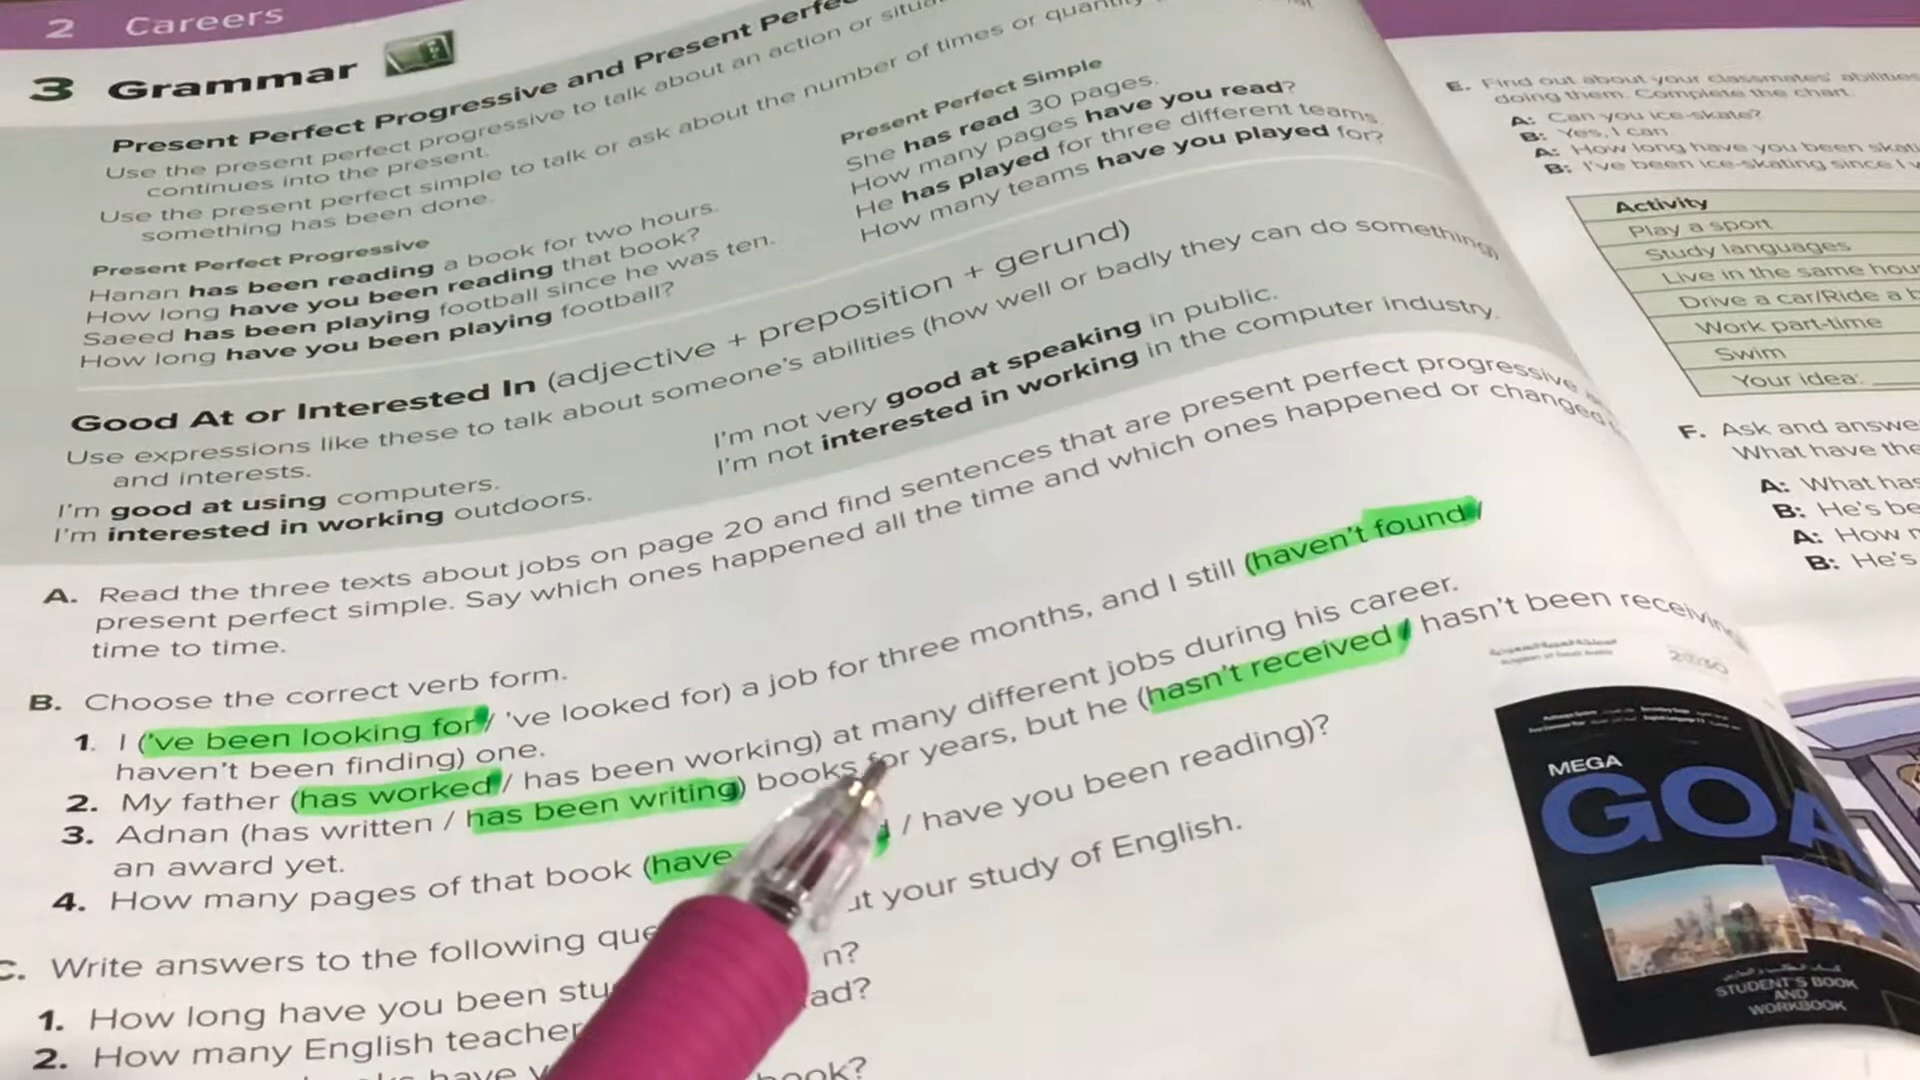 2 Careers
3 Grammar
Present Perfect Progressive and Present Perfect
Use the present perfect progressive to talk about an action or
continues into the present.
Use the present perfect simple to talk or ask about the number of times or
something has been done.
Present Perfect Progressive
Hanan has been reading a book for two hours.
How long have you been reading that book?
Saeed has been playing football since he was ten.
How long have you been playing football?
Present Perfect Simple
She has read 30 pages.
How many pages have you read?
He has played for three different teams.
How many teams have you played for?
Good At or Interested In (adjective + preposition + gerund)
Use expressions like these to talk about someone's abilities (how well or badly they can do something)
and interests.
I'm good at using computers.
I'm interested in working outdoors.
I'm not very good at speaking in public.
I'm not interested in working in the computer industry.
A. Read the three texts about jobs on page 20 and find sentences that are present perfect progressive
present perfect simple. Say which ones happened all the time and which ones happened or changed
time to time.
B. Choose the correct verb form.
1. I ('ve been looking for / 've looked for) a job for three months, and I still (haven't found /
haven't been finding) one.
2. My father (has worked / has been working) at many different jobs during his career.
3. Adnan (has written / has been writing) books for years, but he (hasn't received / hasn't been receiving
an award yet.
4. How many pages of that book (have / have you been reading)?
C. Write answers to the following your study of English.
1. How long have you been n?
2. How many English ad?
have ook?
E. Find out about your classmates' abilities
doing them. Complete the chart.
A: Can you ice-skate?
B: Yes, I can
A: How long have you been
B: I've been ice-skating since I
Activity
Play a sport
Study languages
Live in the same
Drive a car/Ride a
Work part-time
Swim
Your idea:
F. Ask and
What have
A: What has
B: He's
A: How
B: He's
2030
MEGA
GOA
STUDENT'S BOOK
AND
WORKBOOK